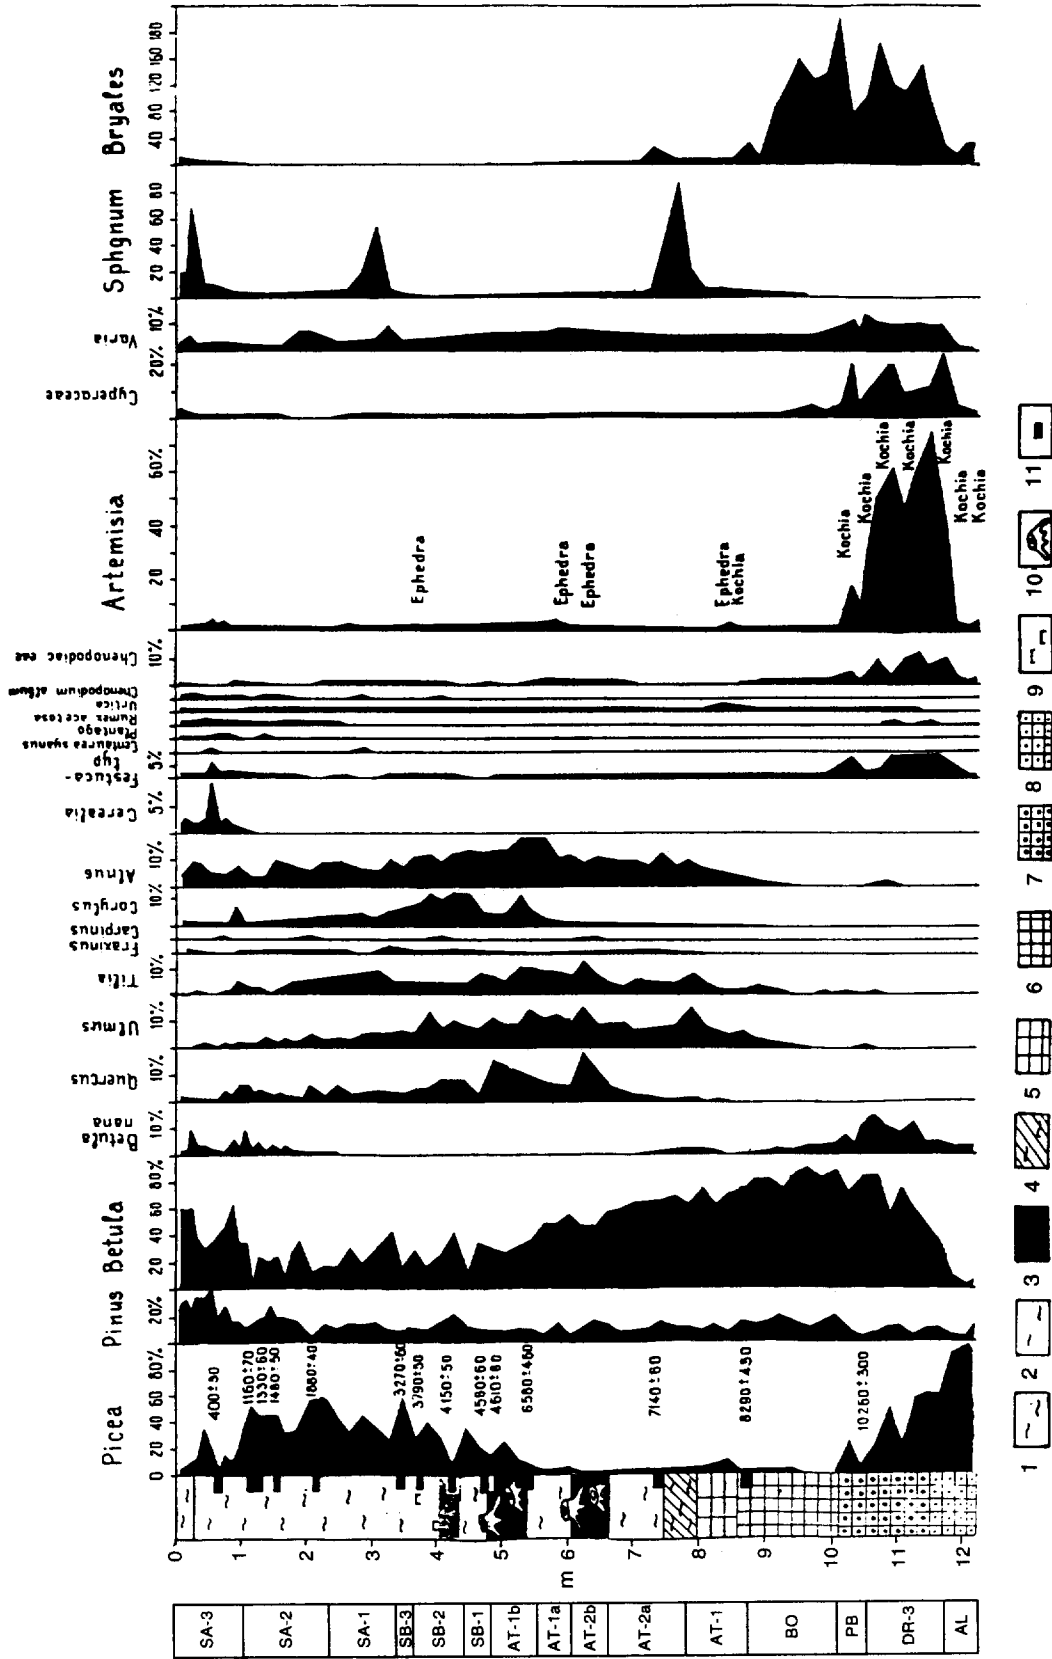 Picea
Pinus
Betula
Betula nana
Quercus
Ulmus
Tilia
Fraxinus
Carpinus
Corylus
Alnus
Cerealia
Festuca-typ
Centaurea syanus
Plantago
Rumex acetosa
Urtica
Chenopodium album
Chenopodiac eae
Artemisia
Cyperaceae
Varia
Sphgnum
Bryales
0 20 40 60 80%
20%
20 40 60 80%
10%
10%
10%
10%
10%
10%
5%
5%
10%
20 40 60%
20%
10%
20 40 60 80
40 80 120 160 180
400±50
1160±70
1330±60
1480±50
1880±40
3270±60
3790±50
4150±50
4580±60
4610±80
6580±460
7140±80
8290±430
10260±300
Ephedra
Ephedra
Ephedra
Ephedra
Kochia
Kochia
Kochia
Kochia
Kochia
Kochia
Kochia
Kochia
0 1 2 3 4 5 m 6 7 8 9 10 11 12
SA-3
SA-2
SA-1
SB-3
SB-2
SB-1
AT-1b
AT-1a
AT-2b
AT-2a
AT-1
BO
PB
DR-3
AL
1 2 3 4 5 6 7 8 9 10 11